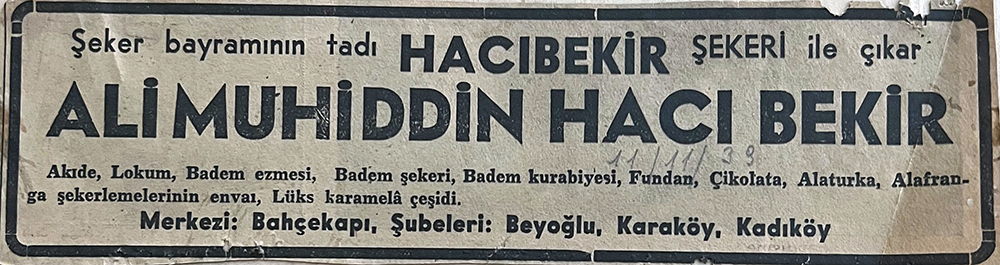 Şeker bayramının tadı HACIBEKİR ŞEKERİ ile çıkar
ALİ MUHİDDİN HACI BEKİR
11/11/39
Akıde, Lokum, Badem ezmesi, Badem şekeri, Badem kurabiyesi, Fundan, Çikolata, Alaturka, Alafran-
ga şekerlemelerinin envaı, Lüks karamelâ çeşidi.
Merkezi: Bahçekapı, Şubeleri: Beyoğlu, Karaköy, Kadıköy